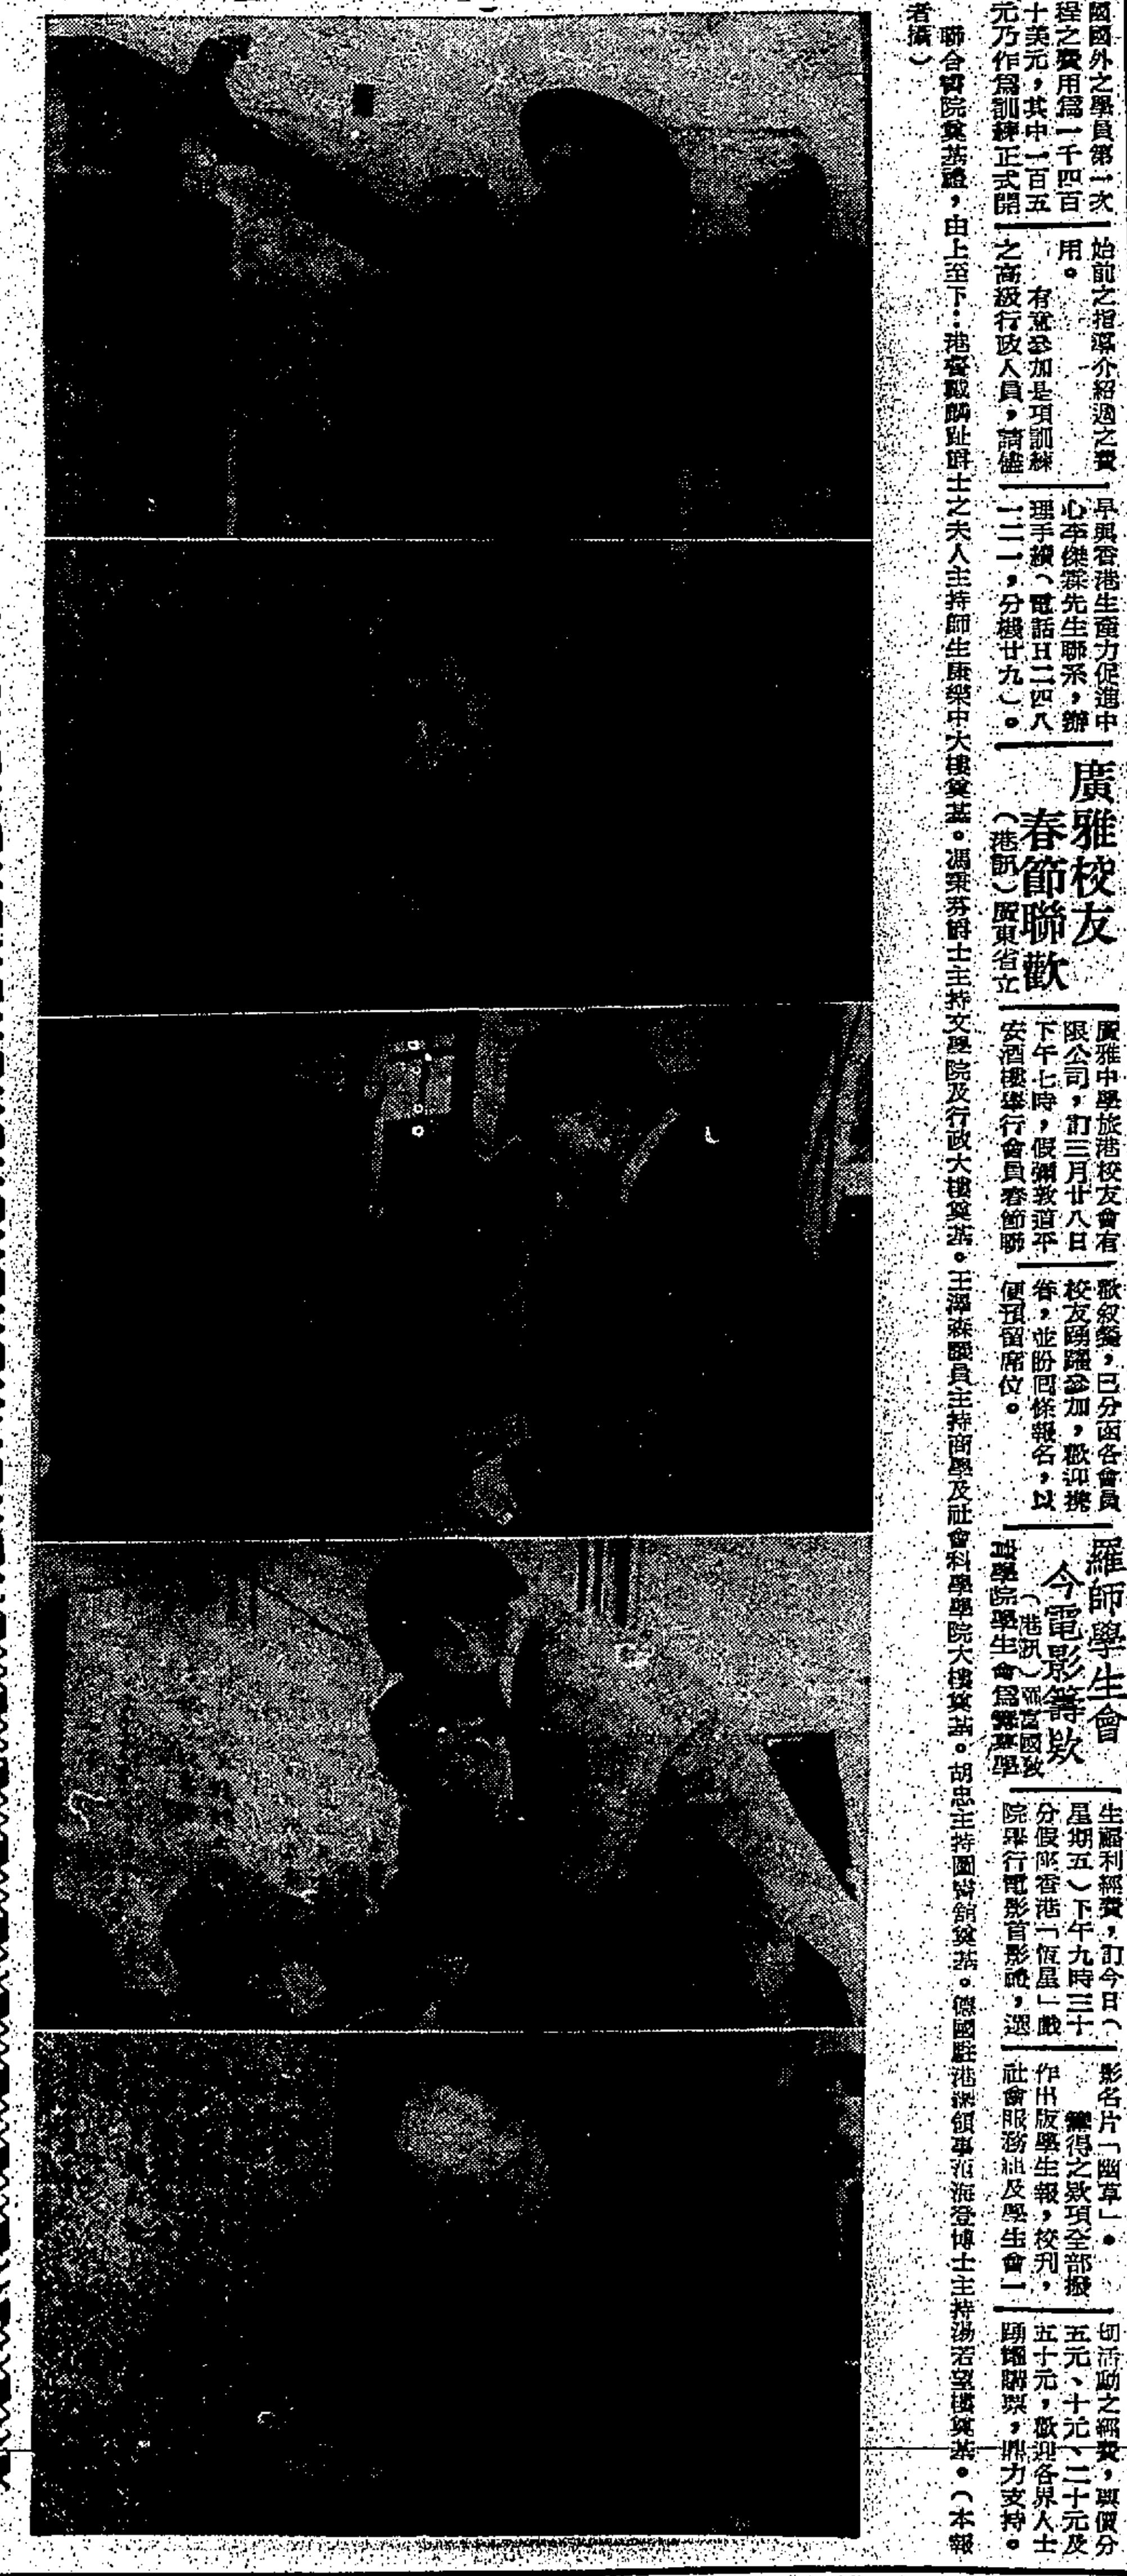 國國外之學員第一次
程之費用爲一千四百
十美元，其中一百五
元乃作爲訓練正式開
始前之指導介紹週之費
用。
有意參加是項訓練
之高級行政人員，請儘
早與香港生產力促進中
心李傑霖先生聯系，辦
理手續（電話H二四八
一二一，分機廿九）。
廣雅校友
春節聯歡
（港訊）廣東省立
廣雅中學旅港校友會有
限公司，訂三月廿八日
下午七時，假彌敦道平
安酒樓舉行會員春節聯
歡叙餐，已分函各會員
校友踴躍參加，歡迎携
眷，並盼回條報名，以
便預留席位。
羅師學生會
今電影籌欵
（港訊）羅富國敎
育學院學生會爲籌募學
生福利經費，訂今日（
星期五）下午九時三十
分假座香港「恆星」戲
院舉行電影首影禮，選
影名片「幽草」。
籌得之欵項全部撥
作出版學生報，校刊，
社會服務組及學生會一
切活動之經費，票價分
五元、十元、二十元及
五十元，歡迎各界人士
踴躍購票，鼎力支持。
聯合書院奠基禮，由上至下：港督戴麟趾爵士之夫人主持師生康樂中大樓奠基。馮秉芬爵士主持文學院及行政大樓奠基。王澤森議員主持商學及社會科學學院大樓奠基。胡忠主持圖書舘奠基。德國駐港總領事范海登博士主持湯若望樓奠基。（本報
者攝）